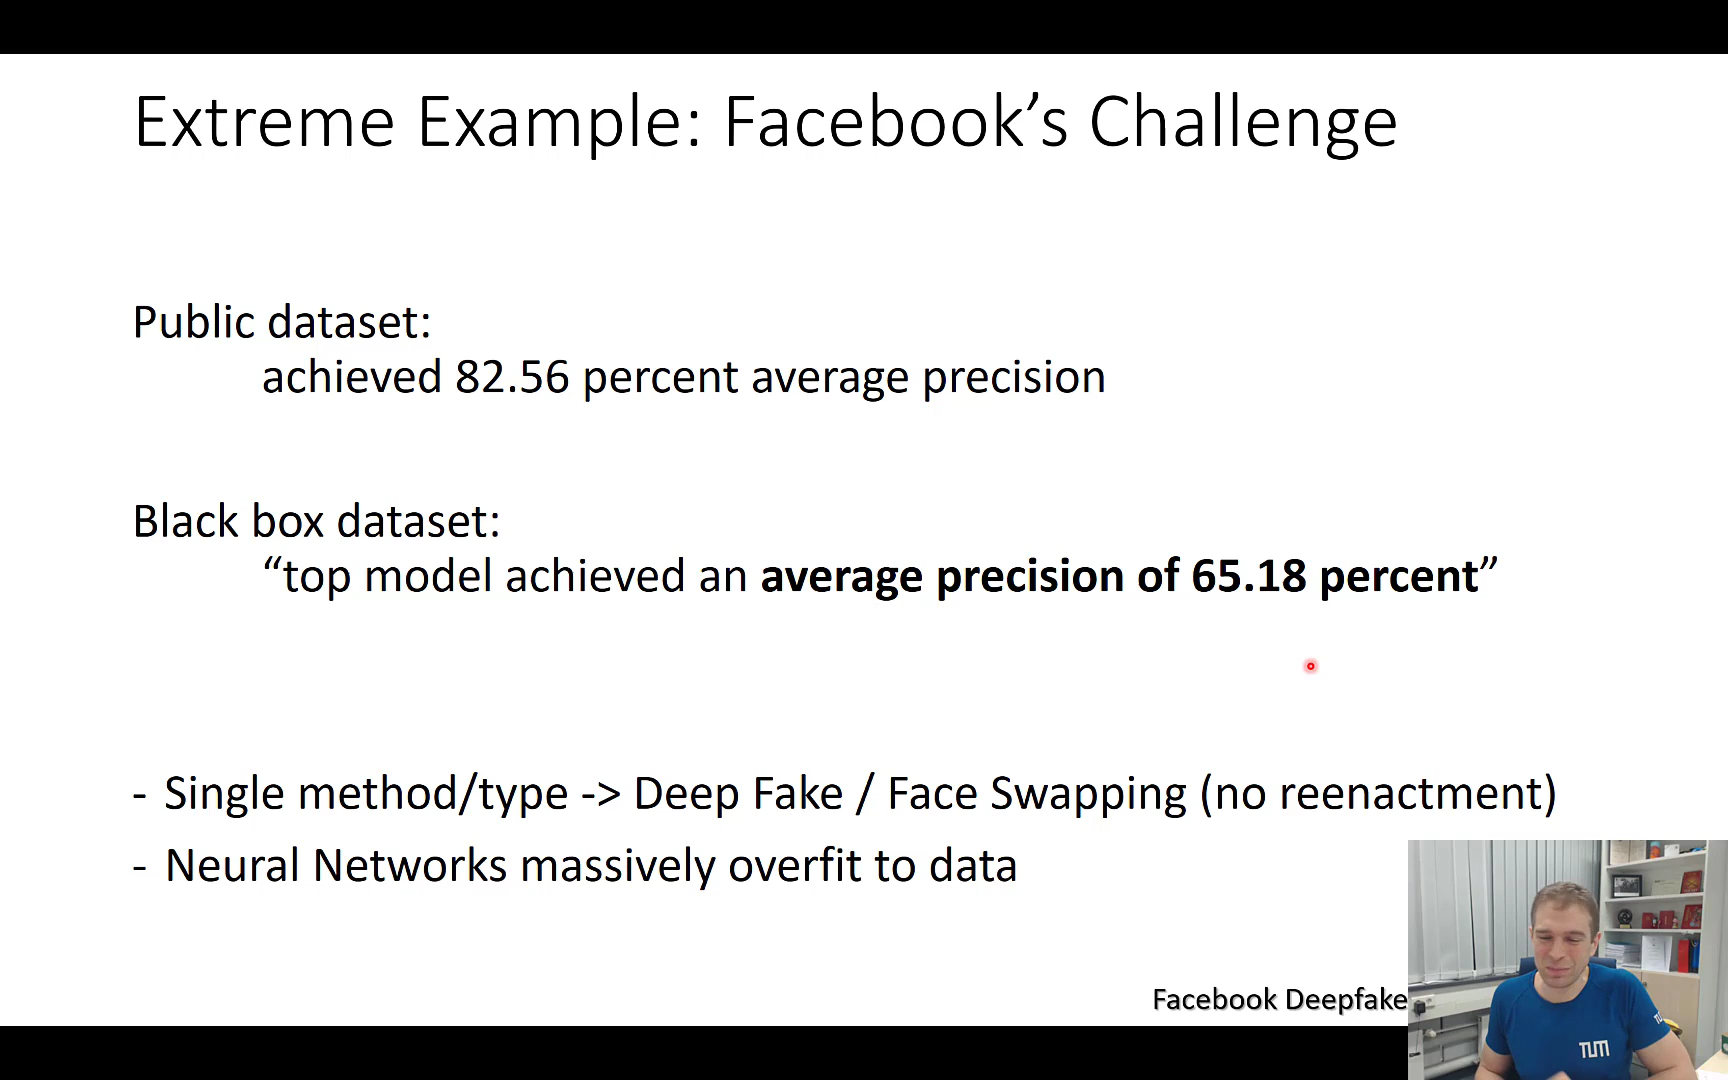 Extreme Example: Facebook’s Challenge
Public dataset:
achieved 82.56 percent average precision
Black box dataset:
“top model achieved an average precision of 65.18 percent”
- Single method/type -> Deep Fake / Face Swapping (no reenactment)
- Neural Networks massively overfit to data
Facebook Deepfake
TUM